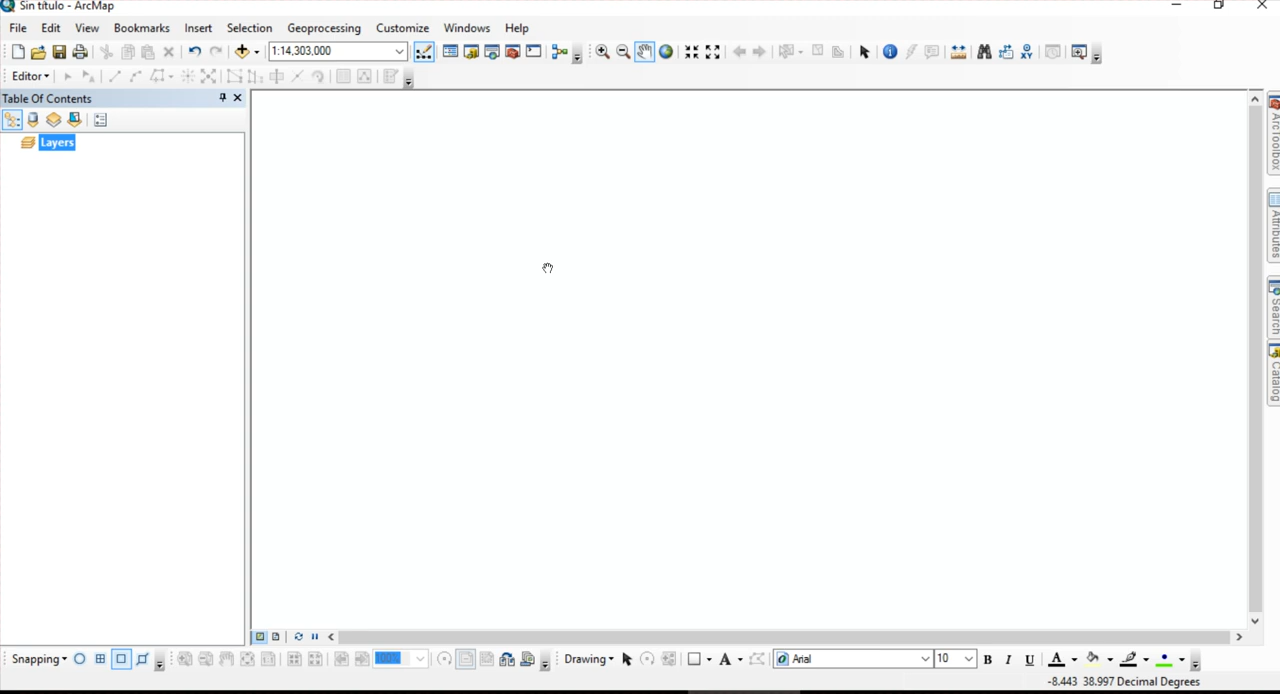 Sin título - ArcMap
File Edit View Bookmarks Insert Selection Geoprocessing Customize Windows Help
1:14,303,000
Editor
Table Of Contents
Layers
ArcToolbox
Attributes
Search
Catalog
Snapping
100%
Drawing
A
Arial
10
B I U A
-8.443 38.997 Decimal Degrees